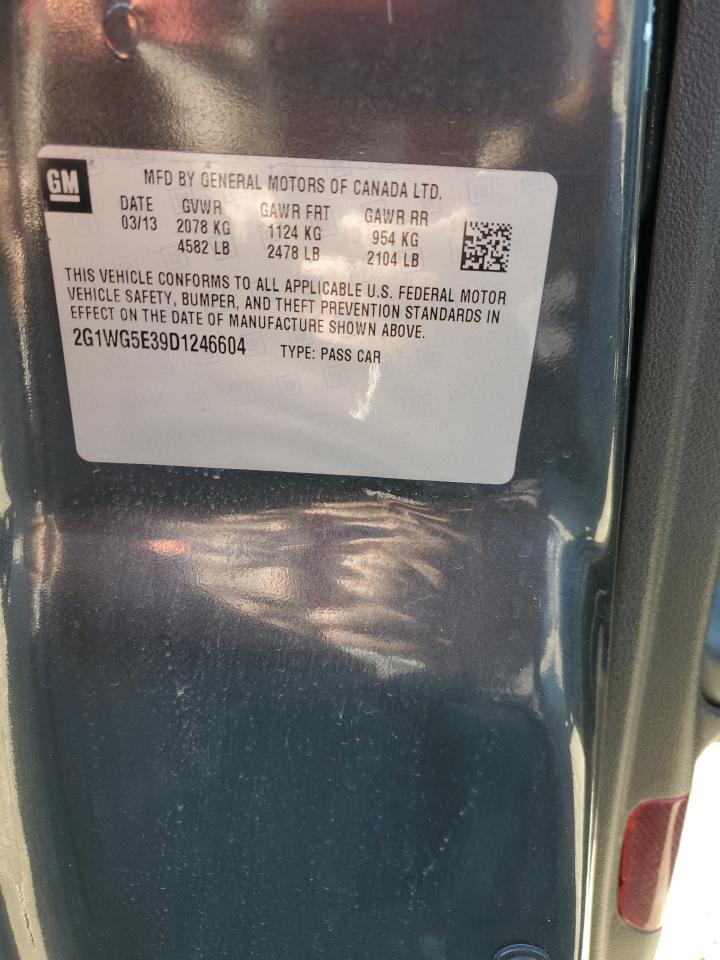 GM
MFD BY GENERAL MOTORS OF CANADA LTD.
DATE GVWR GAWR FRT GAWR RR
03/13 2078 KG 1124 KG 954 KG
4582 LB 2478 LB 2104 LB
THIS VEHICLE CONFORMS TO ALL APPLICABLE U.S. FEDERAL MOTOR
VEHICLE SAFETY, BUMPER, AND THEFT PREVENTION STANDARDS IN
EFFECT ON THE DATE OF MANUFACTURE SHOWN ABOVE.
2G1WG5E39D1246604 TYPE: PASS CAR